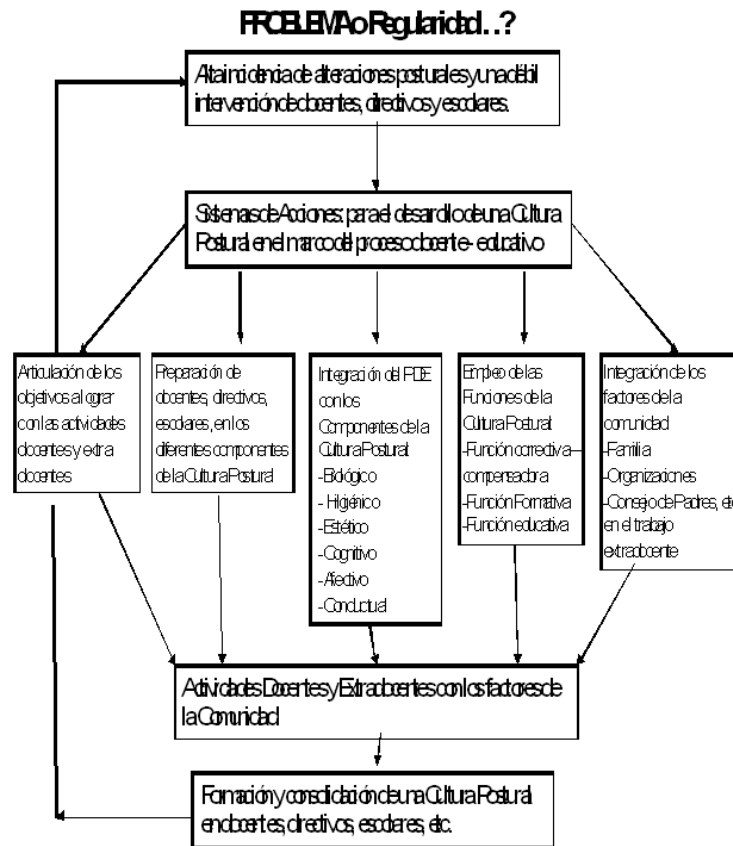 PROBLEMA o Regularidad...?
Alta incidencia de alteraciones posturales y una débil
intervención de docentes, directivos y escolares.
Sistemas de Acciones: para el desarrollo de una Cultura
Postural en el marco del proceso docente- educativo
Articulación de los
objetivos a lograr
con las actividades
docentes y extra
docentes
Preparación de
docentes, directivos,
escolares, en los
diferentes componentes
de la Cultura Postural
Integración del PDE
con los
Componentes de la
Cultura Postural
-Biológico
- Higiénico
-Estético
-Cognitivo
-Afectivo
-Conductual
Empleo de las
Funciones de la
Cultura Postural
-Función correctiva-
compensadora
-Función Formativa
-Función educativa
Integración de los
factores de la
comunidad
-Familia
-Organizaciones
-Consejo de Padres, etc
en el trabajo
extradocente
Actividades Docentes y Extradocentes con los factores de
la Comunidad
Formación y consolidación de una Cultura Postural
en docentes, directivos, escolares, etc.